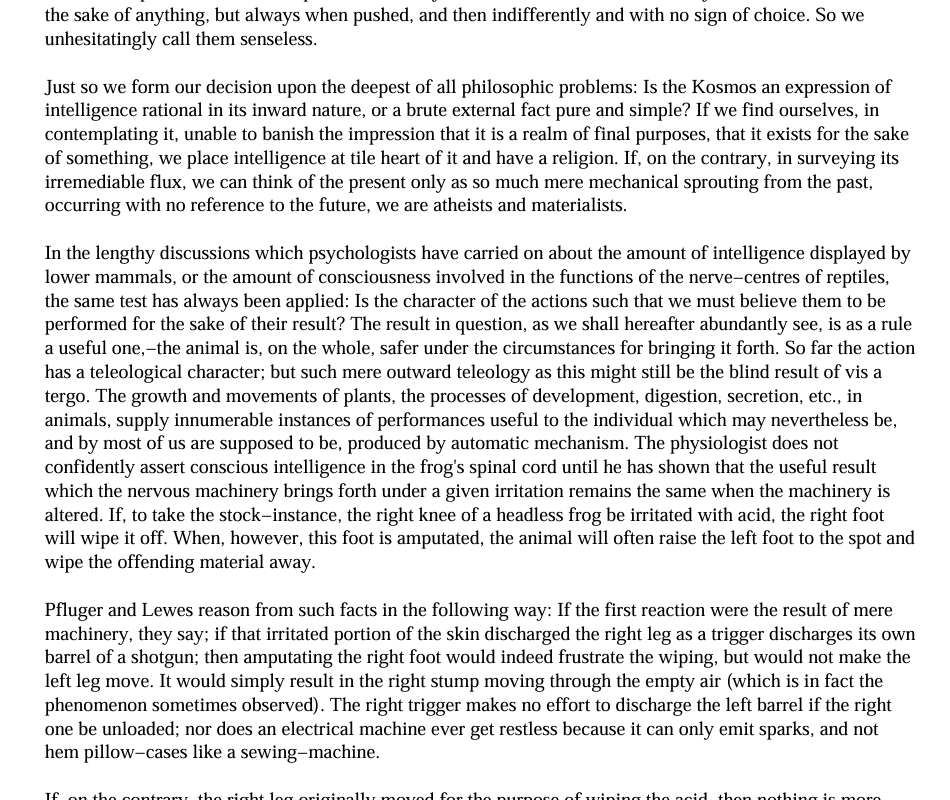 the sake of anything, but always when pushed, and then indifferently and with no sign of choice. So we
unhesitatingly call them senseless.
Just so we form our decision upon the deepest of all philosophic problems: Is the Kosmos an expression of
intelligence rational in its inward nature, or a brute external fact pure and simple? If we find ourselves, in
contemplating it, unable to banish the impression that it is a realm of final purposes, that it exists for the sake
of something, we place intelligence at tile heart of it and have a religion. If, on the contrary, in surveying its
irremediable flux, we can think of the present only as so much mere mechanical sprouting from the past,
occurring with no reference to the future, we are atheists and materialists.
In the lengthy discussions which psychologists have carried on about the amount of intelligence displayed by
lower mammals, or the amount of consciousness involved in the functions of the nerve−centres of reptiles,
the same test has always been applied: Is the character of the actions such that we must believe them to be
performed for the sake of their result? The result in question, as we shall hereafter abundantly see, is as a rule
a useful one,−the animal is, on the whole, safer under the circumstances for bringing it forth. So far the action
has a teleological character; but such mere outward teleology as this might still be the blind result of vis a
tergo. The growth and movements of plants, the processes of development, digestion, secretion, etc., in
animals, supply innumerable instances of performances useful to the individual which may nevertheless be,
and by most of us are supposed to be, produced by automatic mechanism. The physiologist does not
confidently assert conscious intelligence in the frog's spinal cord until he has shown that the useful result
which the nervous machinery brings forth under a given irritation remains the same when the machinery is
altered. If, to take the stock−instance, the right knee of a headless frog be irritated with acid, the right foot
will wipe it off. When, however, this foot is amputated, the animal will often raise the left foot to the spot and
wipe the offending material away.
Pfluger and Lewes reason from such facts in the following way: If the first reaction were the result of mere
machinery, they say; if that irritated portion of the skin discharged the right leg as a trigger discharges its own
barrel of a shotgun; then amputating the right foot would indeed frustrate the wiping, but would not make the
left leg move. It would simply result in the right stump moving through the empty air (which is in fact the
phenomenon sometimes observed). The right trigger makes no effort to discharge the left barrel if the right
one be unloaded; nor does an electrical machine ever get restless because it can only emit sparks, and not
hem pillow−cases like a sewing−machine.
If, on the contrary, the right leg originally moved for the purpose of wiping the acid, then nothing is more